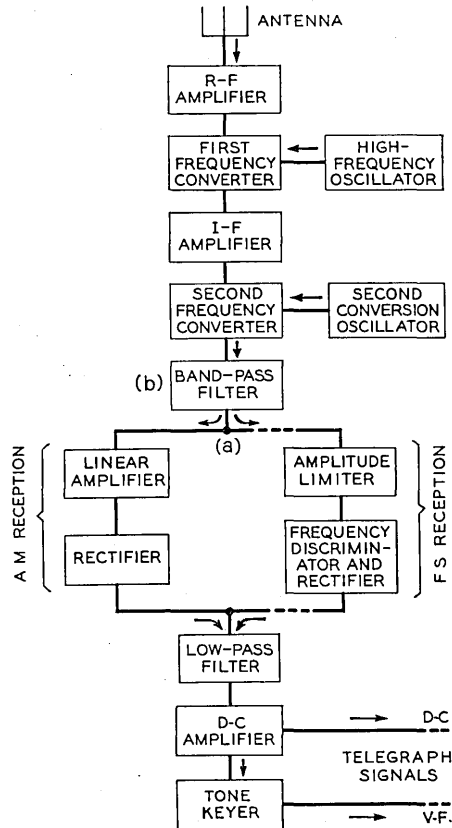 ANTENNA
R-F
AMPLIFIER
FIRST
FREQUENCY
CONVERTER
HIGH-
FREQUENCY
OSCILLATOR
I-F
AMPLIFIER
SECOND
FREQUENCY
CONVERTER
SECOND
CONVERSION
OSCILLATOR
(b)
BAND-PASS
FILTER
(a)
AM RECEPTION
LINEAR
AMPLIFIER
RECTIFIER
AMPLITUDE
LIMITER
FREQUENCY
DISCRIMIN-
ATOR AND
RECTIFIER
FS RECEPTION
LOW-PASS
FILTER
D-C
AMPLIFIER
D-C
TELEGRAPH
SIGNALS
TONE
KEYER
V-F.